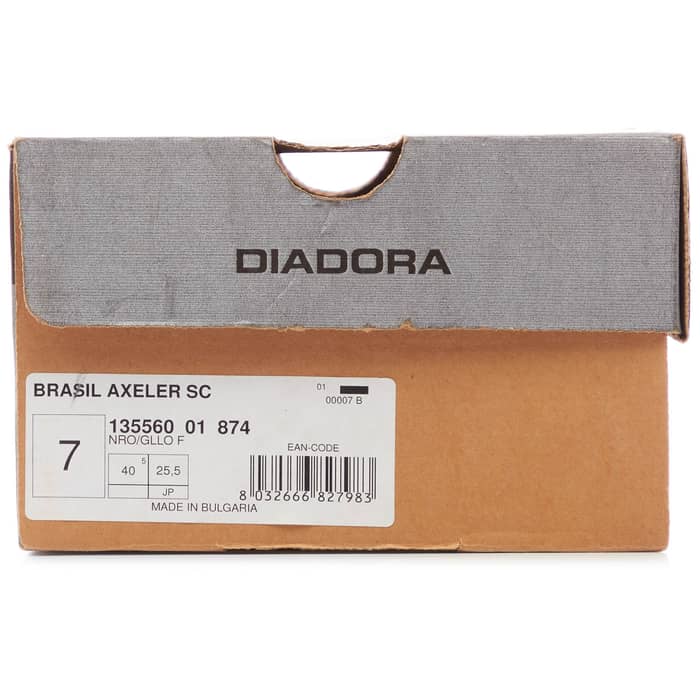 DIADORA
BRASIL AXELER SC
01
00007 B
7
135560 01 874
NRO/GLLO F
EAN-CODE
40 5 25,5
JP
8 032666 827983
MADE IN BULGARIA